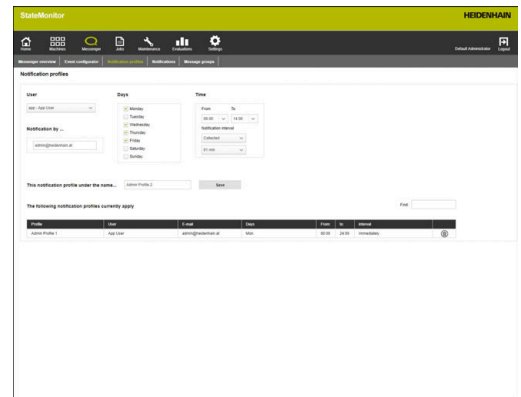 StateMonitor
HEIDENHAIN
Home Machines Messenger Jobs Maintenance Evaluations Settings Default Administrator Logout
Messenger overview Event configurator Notification profiles Notifications Message groups
Notification profiles
User Days Time
app - App User
Monday
Tuesday
Wednesday
Thursday
Friday
Saturday
Sunday
From To
08:00 14:00
Notification interval
Collected
01 min
Notification by ...
admin@heidenhain.at
This notification profile under the name... Admin Profile 2 Save
The following notification profiles currently apply Find:
Profile User E-mail Days From to Interval
Admin Profile 1 App User admin@heidenhain.at Mon 00:00 24:00 Immediately